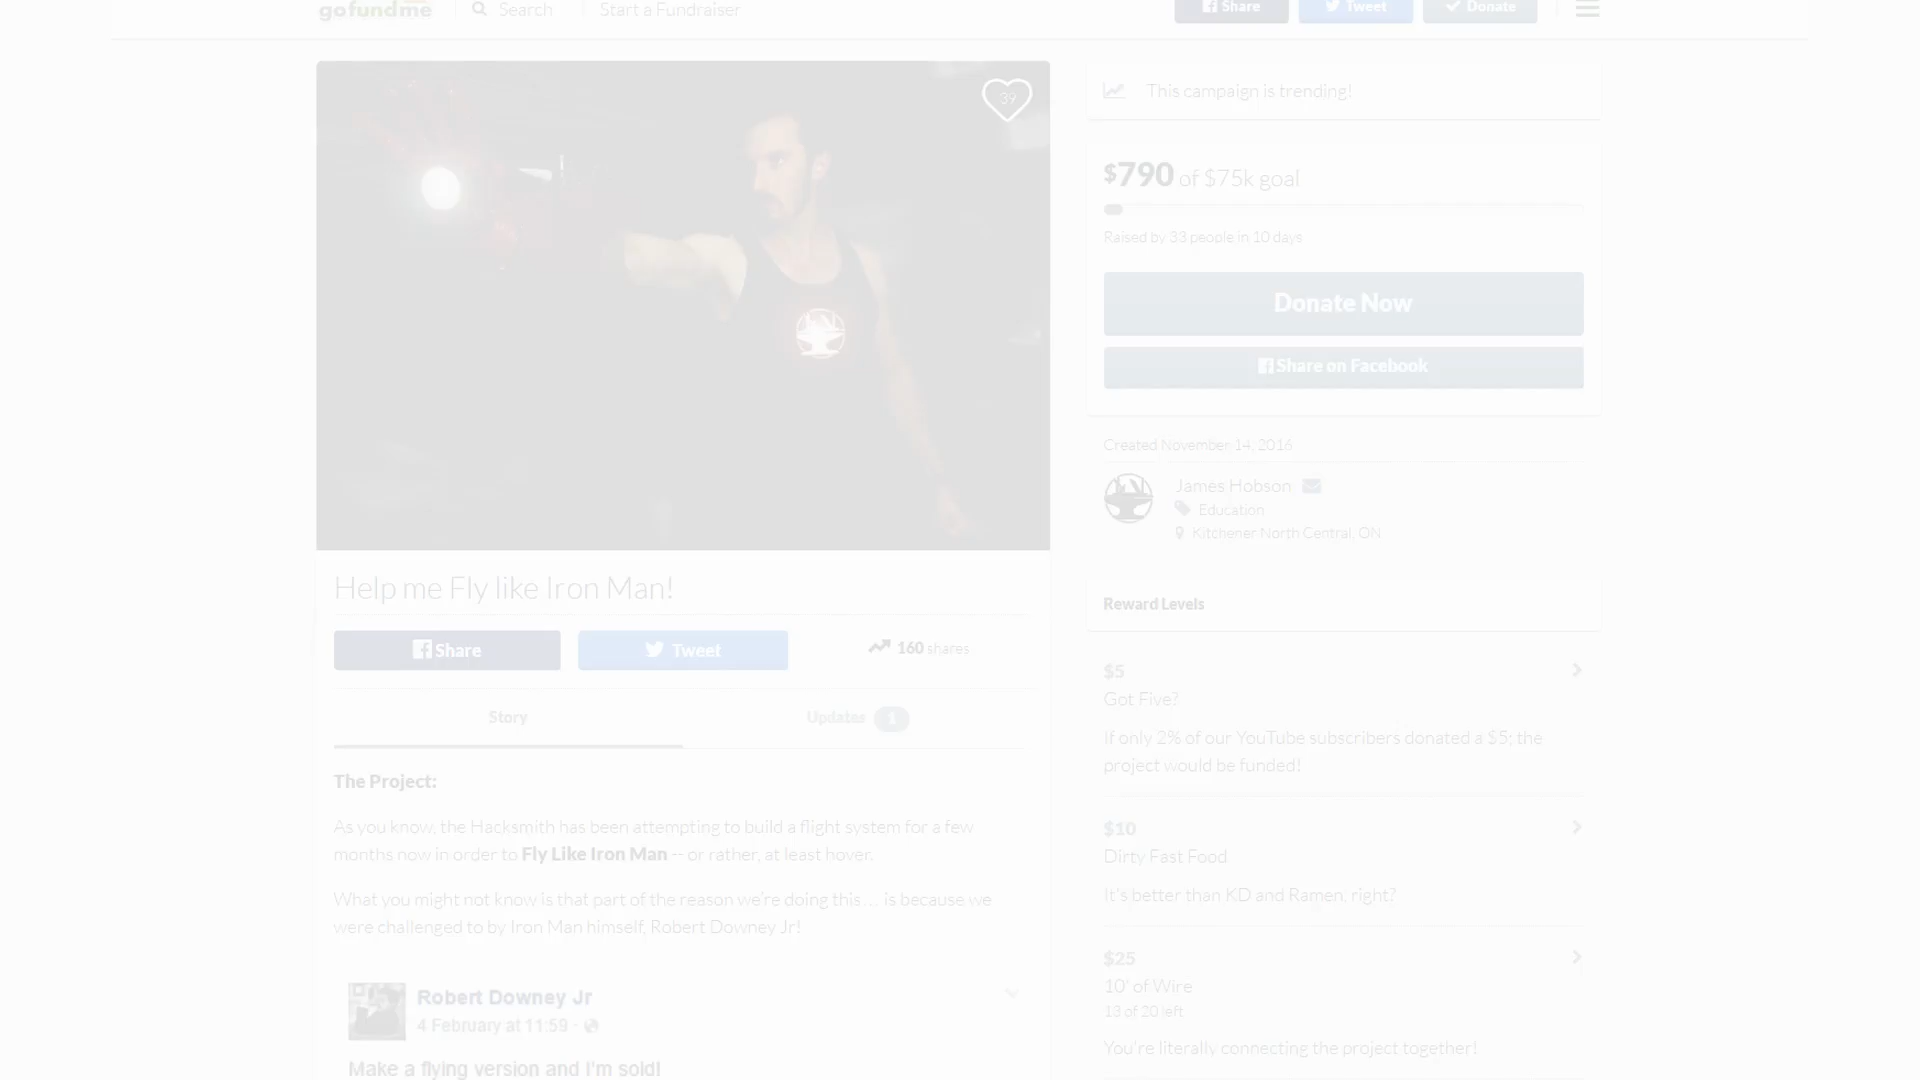 gofundme
Search
Start a Fundraiser
Share
Tweet
Donate
39
Help me Fly like Iron Man!
Share
Tweet
160 shares
Story
Updates 1
The Project:
As you know, the Hacksmith has been attempting to build a flight system for a few
months now in order to Fly Like Iron Man -- or rather, at least hover.
What you might not know is that part of the reason we're doing this ... is because we
were challenged to by Iron Man himself, Robert Downey Jr!
Robert Downey Jr
4 February at 11:59 ·
Make a flying version and I'm sold!
This campaign is trending!
$790 of $75k goal
Raised by 33 people in 10 days
Donate Now
Share on Facebook
Created November 14, 2016
James Hobson
Education
Kitchener North Central, ON
Reward Levels
$5
Got Five?
If only 2% of our YouTube subscribers donated a $5; the
project would be funded!
$10
Dirty Fast Food
It's better than KD and Ramen, right?
$25
10' of Wire
13 of 20 left
You're literally connecting the project together!